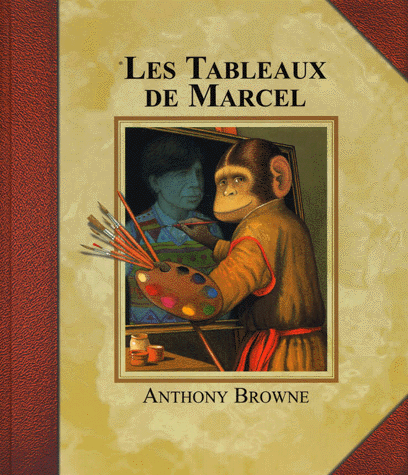 LES TABLEAUX
DE MARCEL
ANTHONY BROWNE